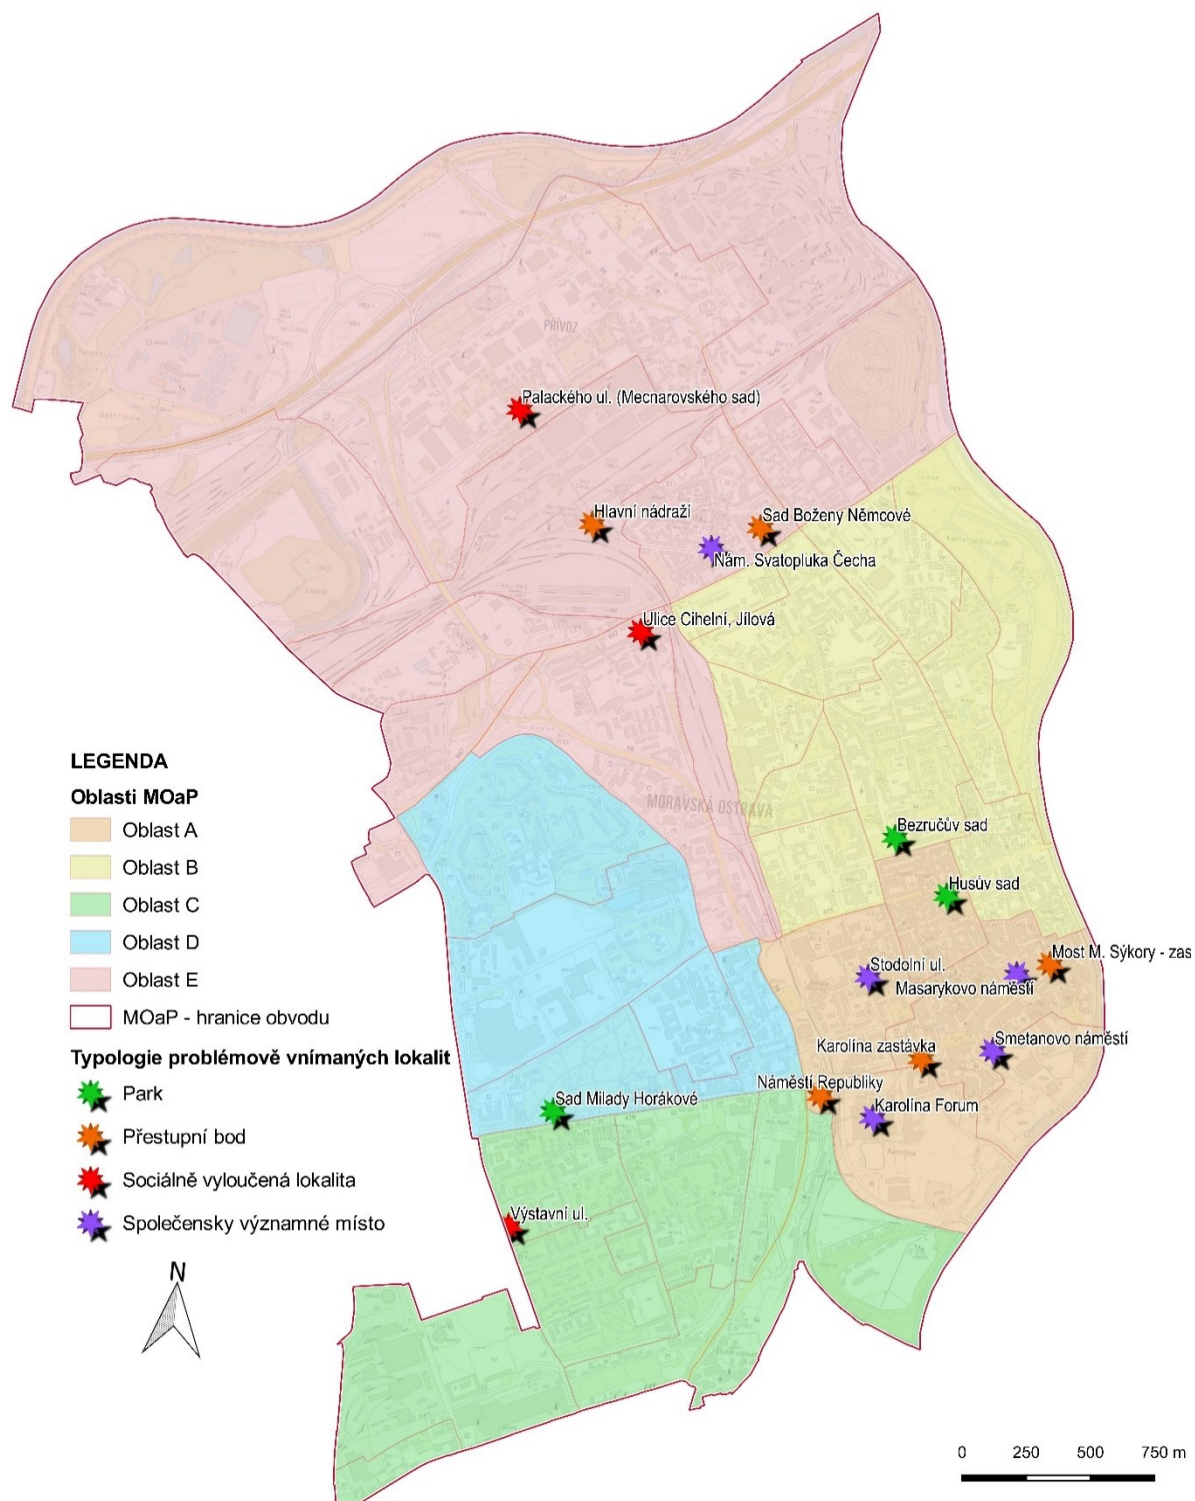 PŘÍVOZ
Palackého ul. (Mecnarovského sad)
Hlavní nádraží
Sad Boženy Němcové
Nám. Svatopluka Čecha
Ulice Cihelní, Jílová
MORAVSKÁ OSTRAVA
Bezručův sad
Husův sad
Most M. Sýkory - zas
Stodolní ul.
Masarykovo náměstí
Smetanovo náměstí
Karolína zastávka
Náměstí Republiky
Karolína Forum
Sad Milady Horákové
Výstavní ul.
LEGENDA
Oblasti MOaP
Oblast A
Oblast B
Oblast C
Oblast D
Oblast E
MOaP - hranice obvodu
Typologie problémově vnímaných lokalit
Park
Přestupní bod
Sociálně vyloučená lokalita
Společensky významné místo
N
0 250 500 750 m